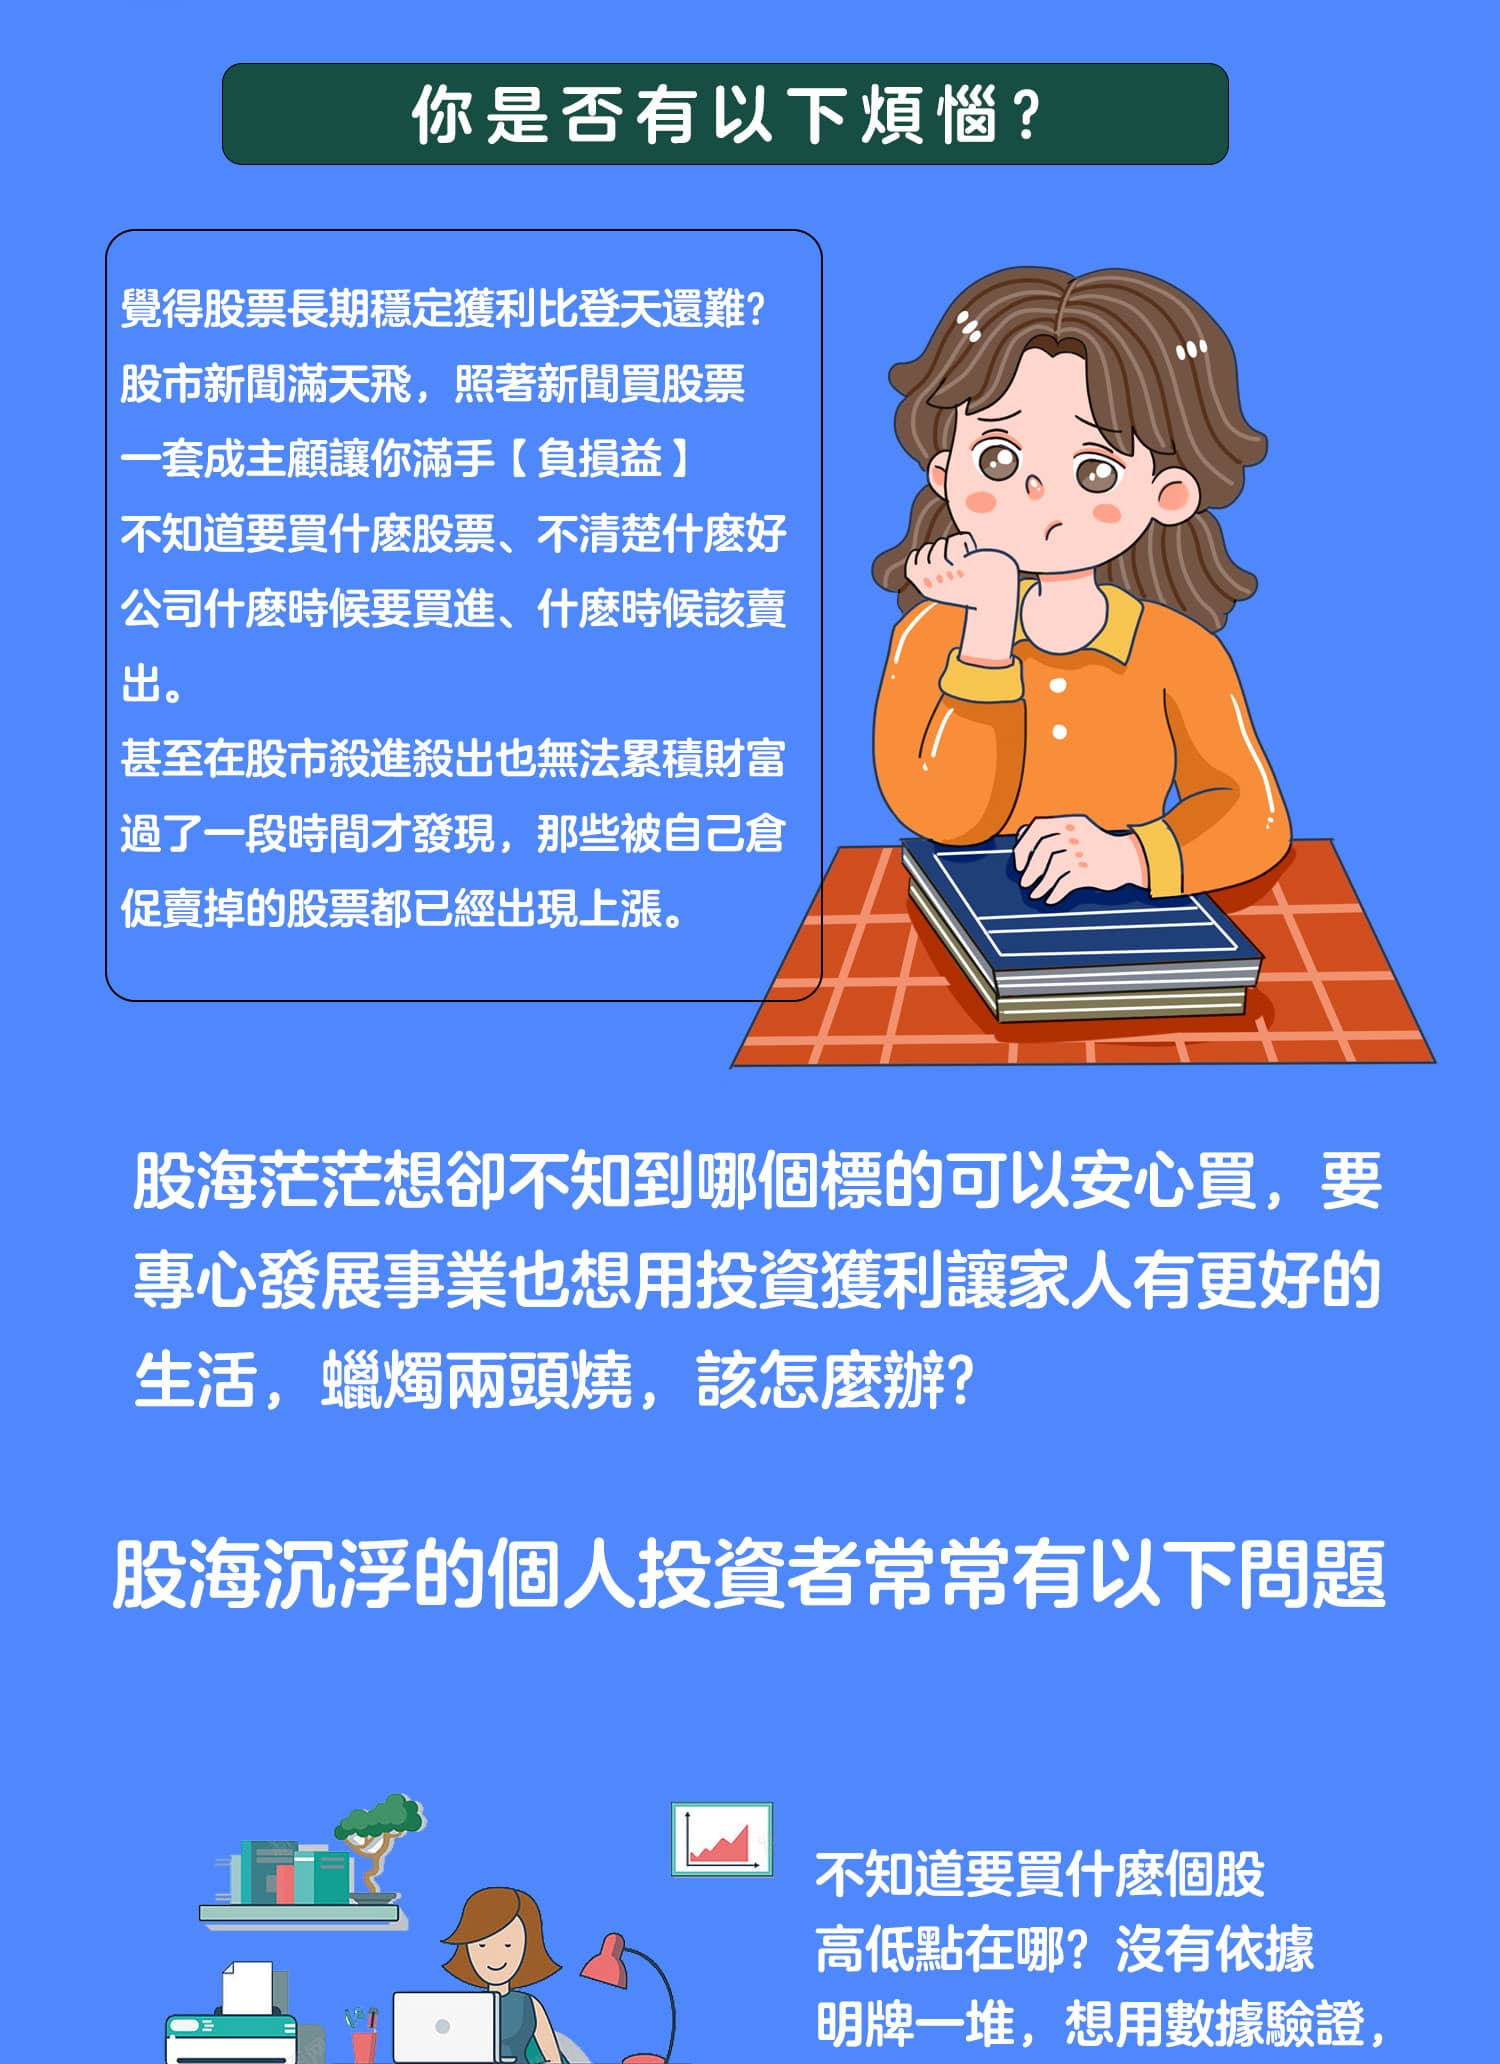 你是否有以下煩惱?
覺得股票長期穩定獲利比登天還難?
股市新聞滿天飛，照著新聞買股票
一套成主顧讓你滿手【負損益】
不知道要買什麼股票、不清楚什麼好
公司什麼時候要買進、什麼時候該賣
出。
甚至在股市殺進殺出也無法累積財富
過了一段時間才發現，那些被自己倉
促賣掉的股票都已經出現上漲。
股海茫茫想卻不知到哪個標的可以安心買，要
專心發展事業也想用投資獲利讓家人有更好的
生活，蠟燭兩頭燒，該怎麼辦?
股海沉浮的個人投資者常常有以下問題
不知道要買什麼個股
高低點在哪? 沒有依據
明牌一堆，想用數據驗證，